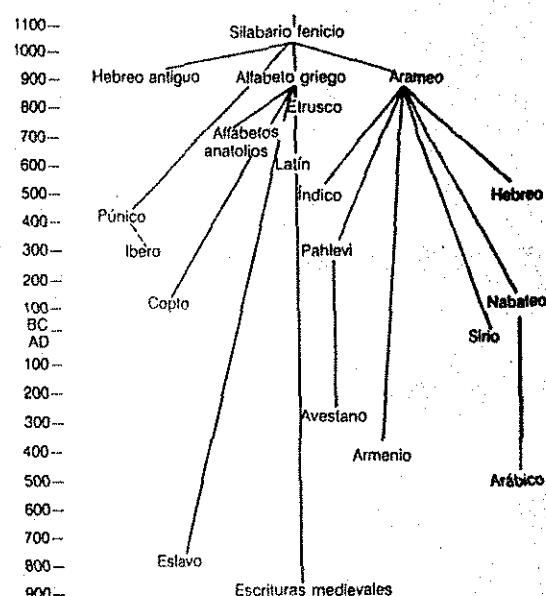 1100
Silabario fenicio
1000
Hebreo antiguo Alfabeto griego Arameo
900
Etrusco
800
Alfabetos
anatolios
700
Latín
600
Índico Hebreo
500
Púnico
400
Ibero Pahlevi
300
200
Copto Nabateo
100
BC
Sirio
AD
100
200
Avestano
300
Armenio
400
Arábico
500
600
700
Eslavo
800
Escrituras medievales
900